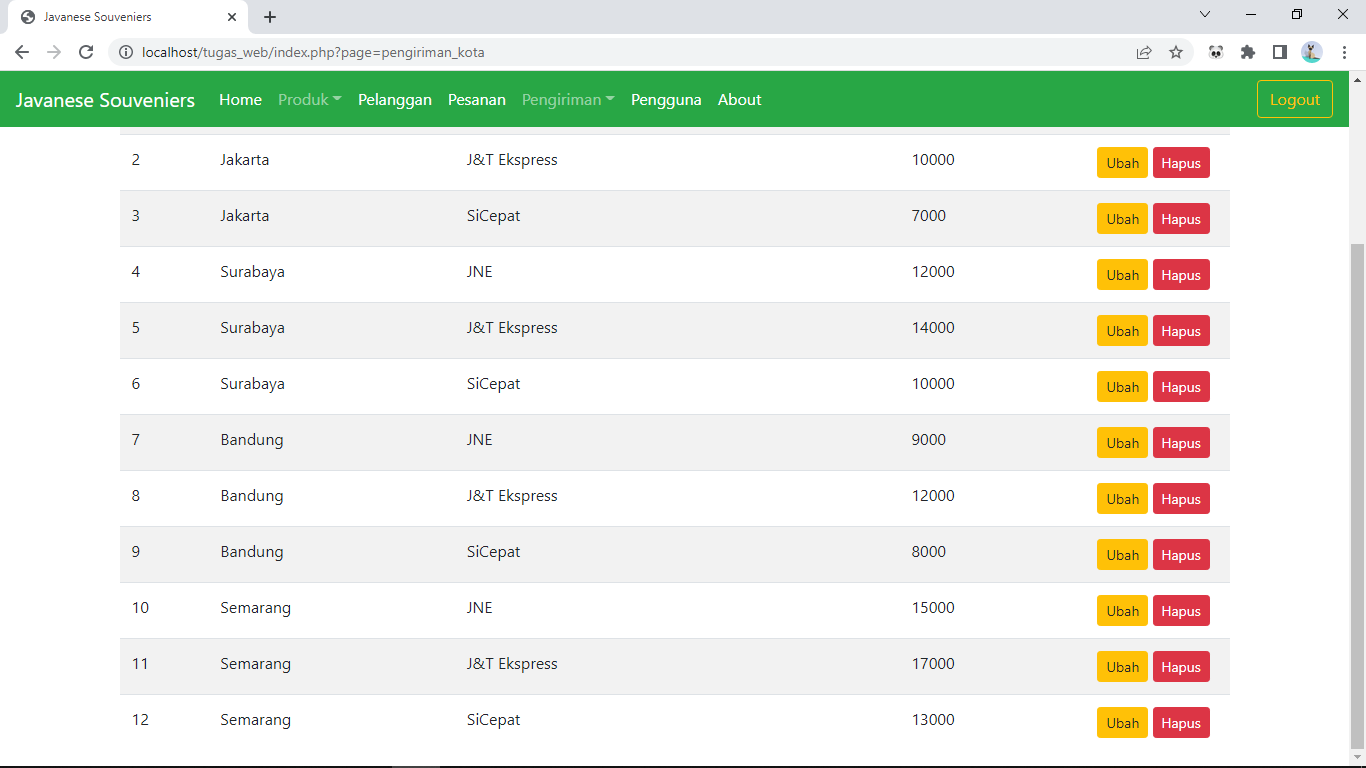 Javanese Souveniers
localhost/tugas_web/index.php?page=pengiriman_kota
Javanese Souveniers Home Produk Pelanggan Pesanan Pengiriman Pengguna About Logout
2 Jakarta J&T Ekspress 10000 Ubah Hapus
3 Jakarta SiCepat 7000 Ubah Hapus
4 Surabaya JNE 12000 Ubah Hapus
5 Surabaya J&T Ekspress 14000 Ubah Hapus
6 Surabaya SiCepat 10000 Ubah Hapus
7 Bandung JNE 9000 Ubah Hapus
8 Bandung J&T Ekspress 12000 Ubah Hapus
9 Bandung SiCepat 8000 Ubah Hapus
10 Semarang JNE 15000 Ubah Hapus
11 Semarang J&T Ekspress 17000 Ubah Hapus
12 Semarang SiCepat 13000 Ubah Hapus